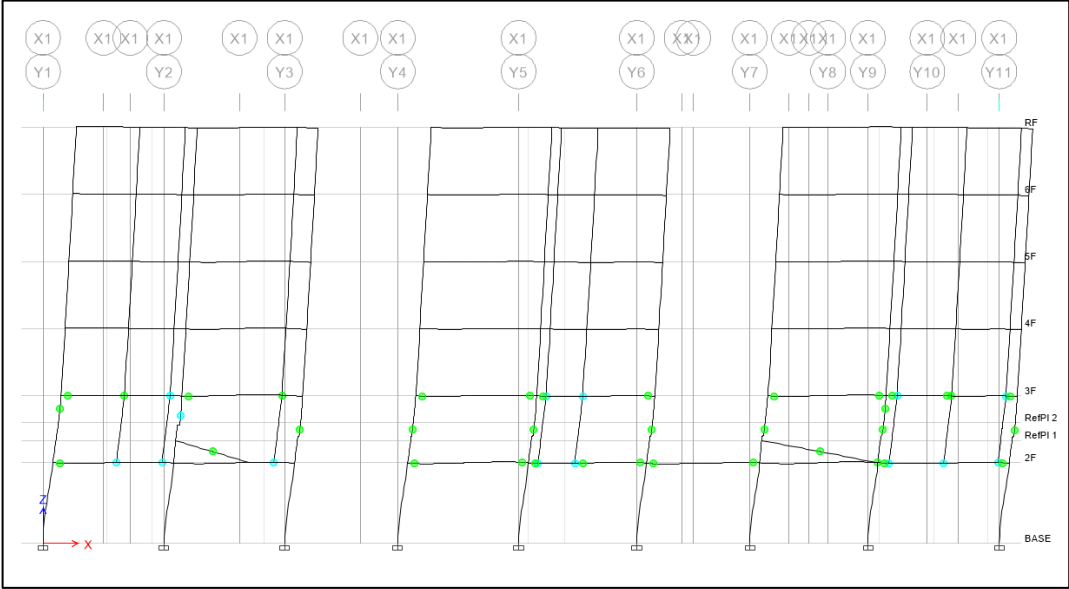 X1 X1 X1 X1 X1 X1 X1 X1 X1 X1 X1 X1 X1 X1 X1 X1 X1 X1 X1 X1
Y1 Y2 Y3 Y4 Y5 Y6 Y7 Y8 Y9 Y10 Y11
RF
6F
5F
4F
3F
RefPl 2
RefPl 1
2F
Z
X
BASE